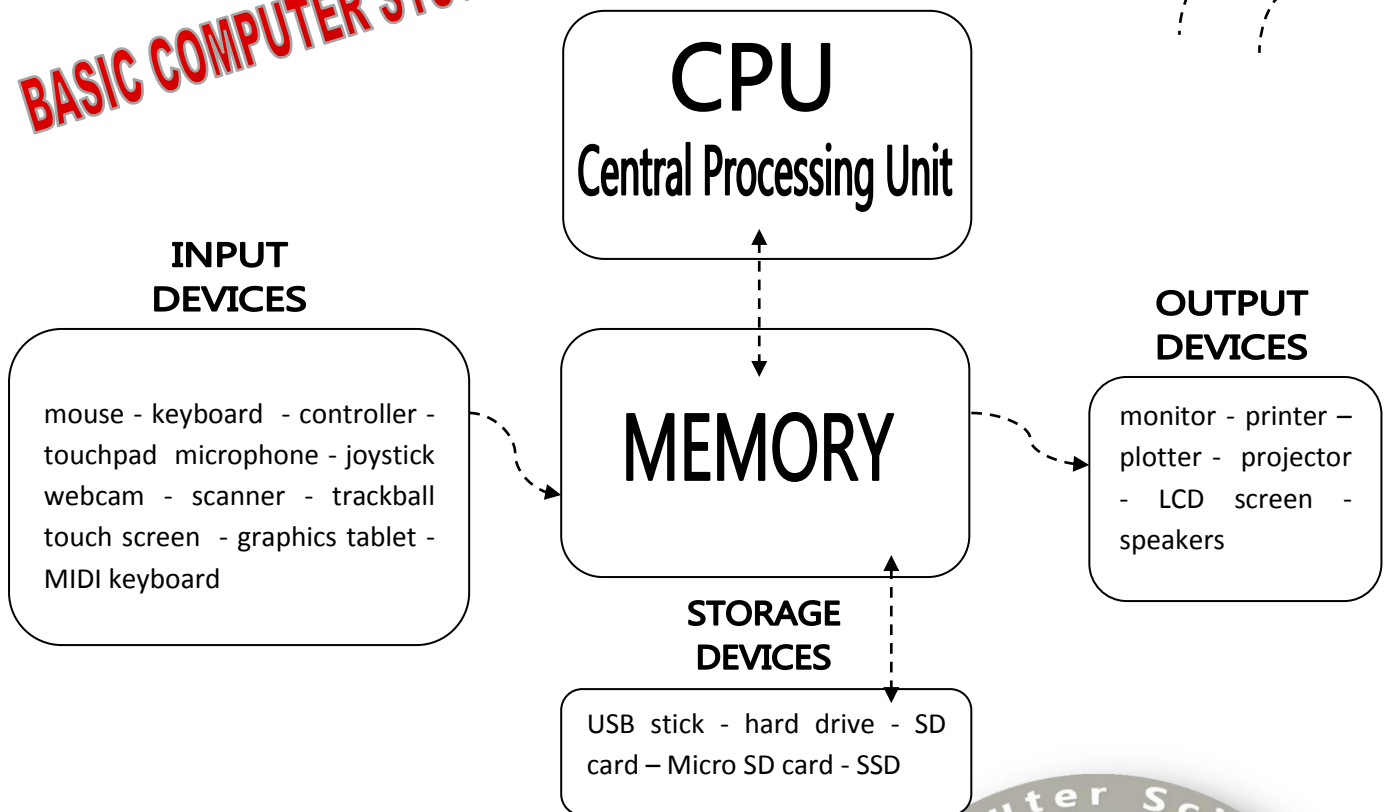 BASIC COMPUTER
CPU
Central Processing Unit
INPUT
DEVICES
mouse - keyboard - controller -
touchpad microphone - joystick
webcam - scanner - trackball
touch screen - graphics tablet -
MIDI keyboard
MEMORY
OUTPUT
DEVICES
monitor - printer –
plotter - projector
- LCD screen -
speakers
STORAGE
DEVICES
USB stick - hard drive - SD
card – Micro SD card - SSD